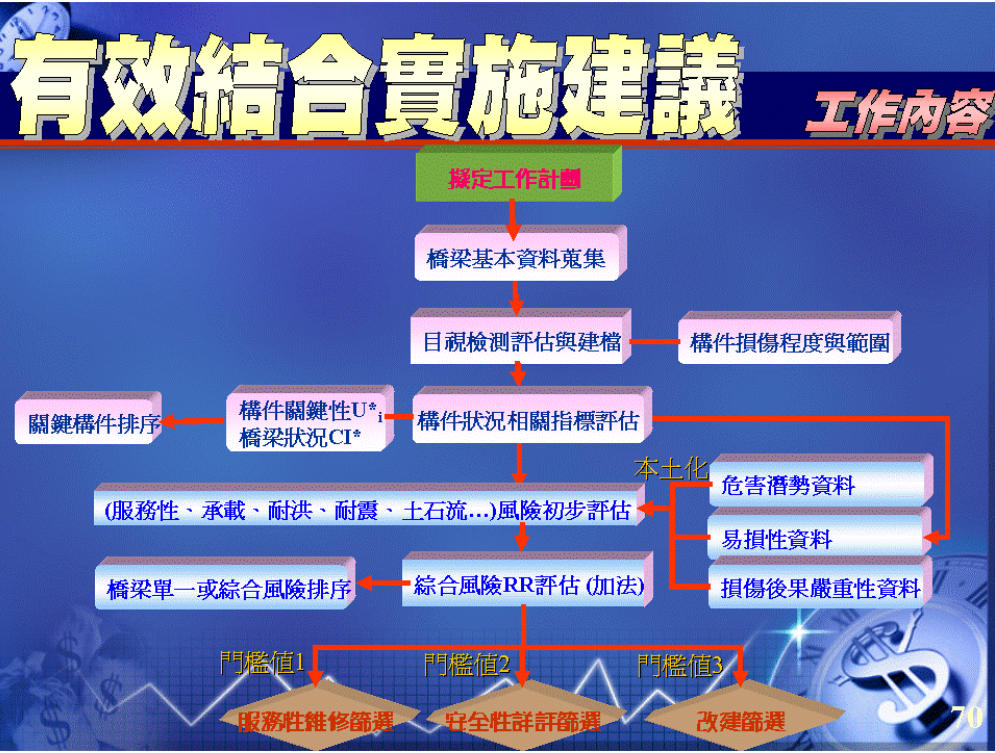 有效結合實施建議
工作內容
擬定工作計劃
橋梁基本資料蒐集
目視檢測評估與建檔
構件損傷程度與範圍
關鍵構件排序
構件關鍵性U*i
橋梁狀況CI*
構件狀況相關指標評估
本土化
危害潛勢資料
(服務性、承載、耐洪、耐震、土石流...)風險初步評估
易損性資料
橋梁單一或綜合風險排序
綜合風險RR評估 (加法)
損傷後果嚴重性資料
門檻值1
門檻值2
門檻值3
服務性維修篩選
安全性詳評篩選
改建篩選
70